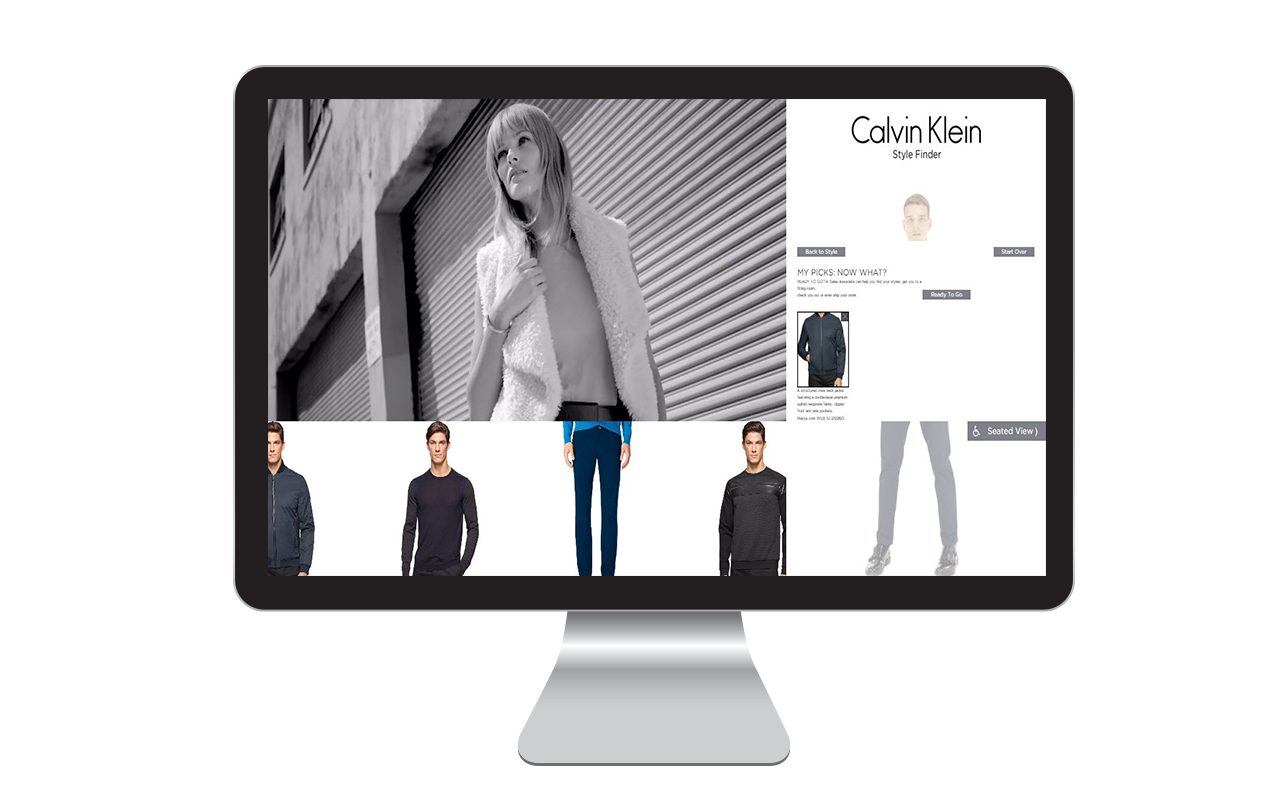 Calvin Klein
Style Finder
Back to Style
Start Over
MY PICKS: NOW WHAT?
READY TO GO? A Sales Associate can help you find your styles, get you to a
fitting room,
check you out or even ship your order.
Ready To Go
A structured crew neck jacket
featuring a double-layer premium
quilted neoprene fabric, zipper
front and side pockets.
Seated View )